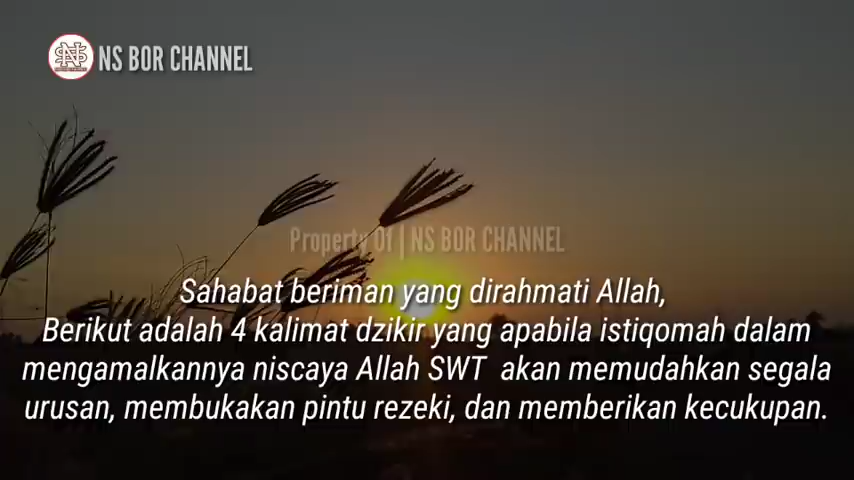 NS BOR CHANNEL
Property Of | NS BOR CHANNEL
Sahabat beriman yang dirahmati Allah,
Berikut adalah 4 kalimat dzikir yang apabila istiqomah dalam
mengamalkannya niscaya Allah SWT akan memudahkan segala
urusan, membukakan pintu rezeki, dan memberikan kecukupan.